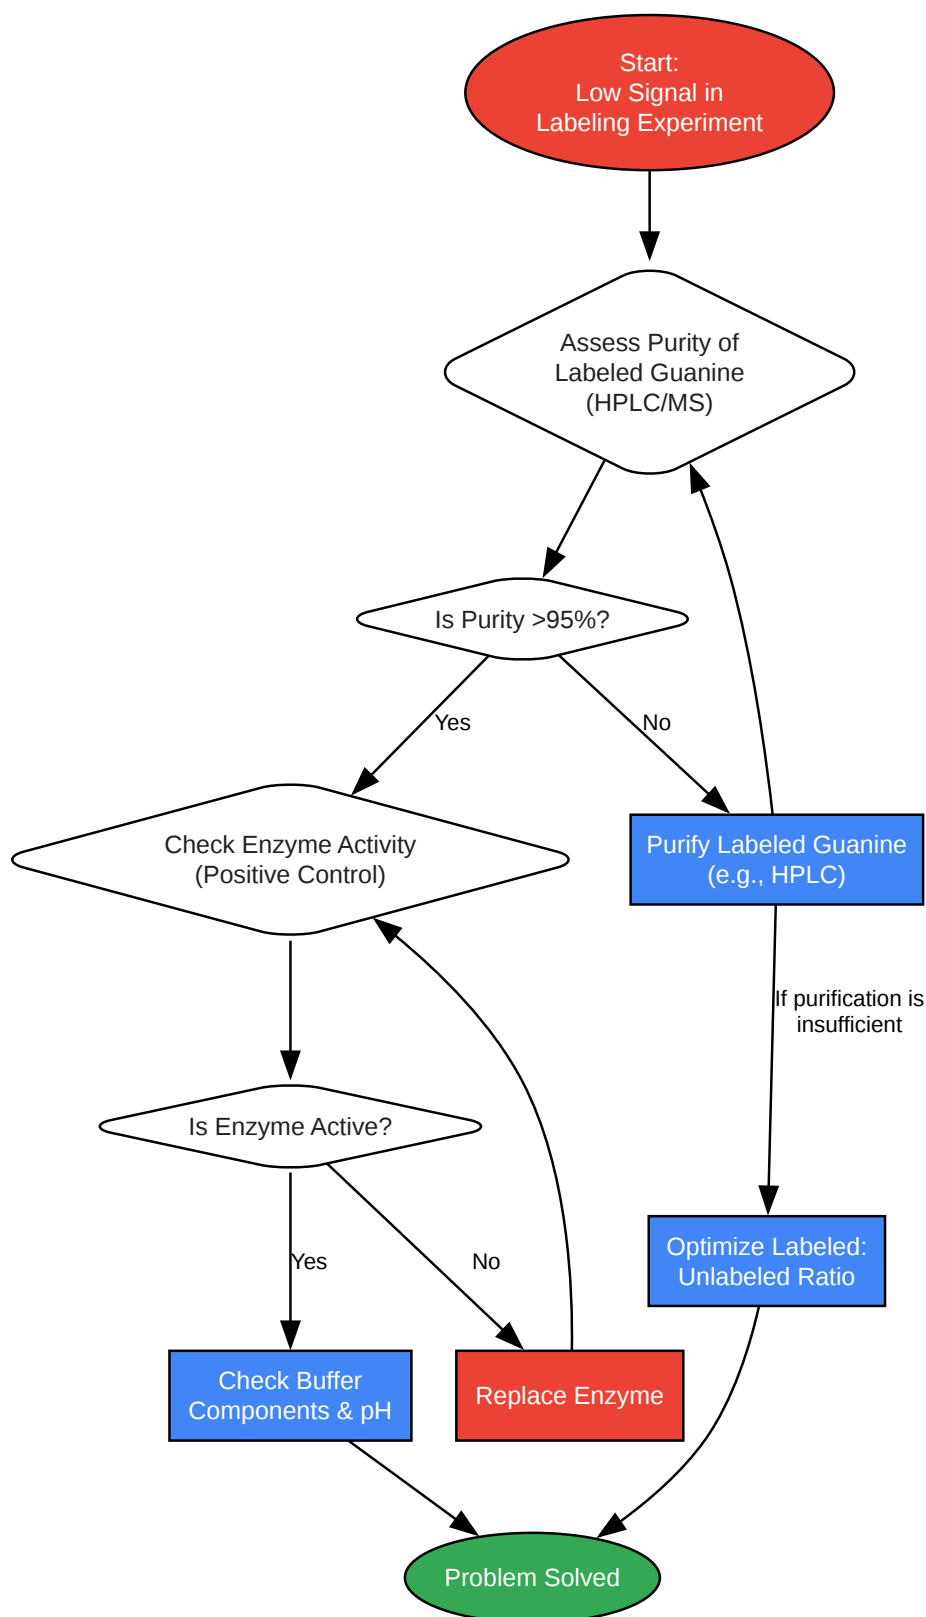 Start:
Low Signal in
Labeling Experiment
Assess Purity of
Labeled Guanine
(HPLC/MS)
Is Purity >95%?
Yes
No
Check Enzyme Activity
(Positive Control)
Purify Labeled Guanine
(e.g., HPLC)
If purification is
insufficient
Is Enzyme Active?
Yes
No
Optimize Labeled:
Unlabeled Ratio
Check Buffer
Components & pH
Replace Enzyme
Problem Solved